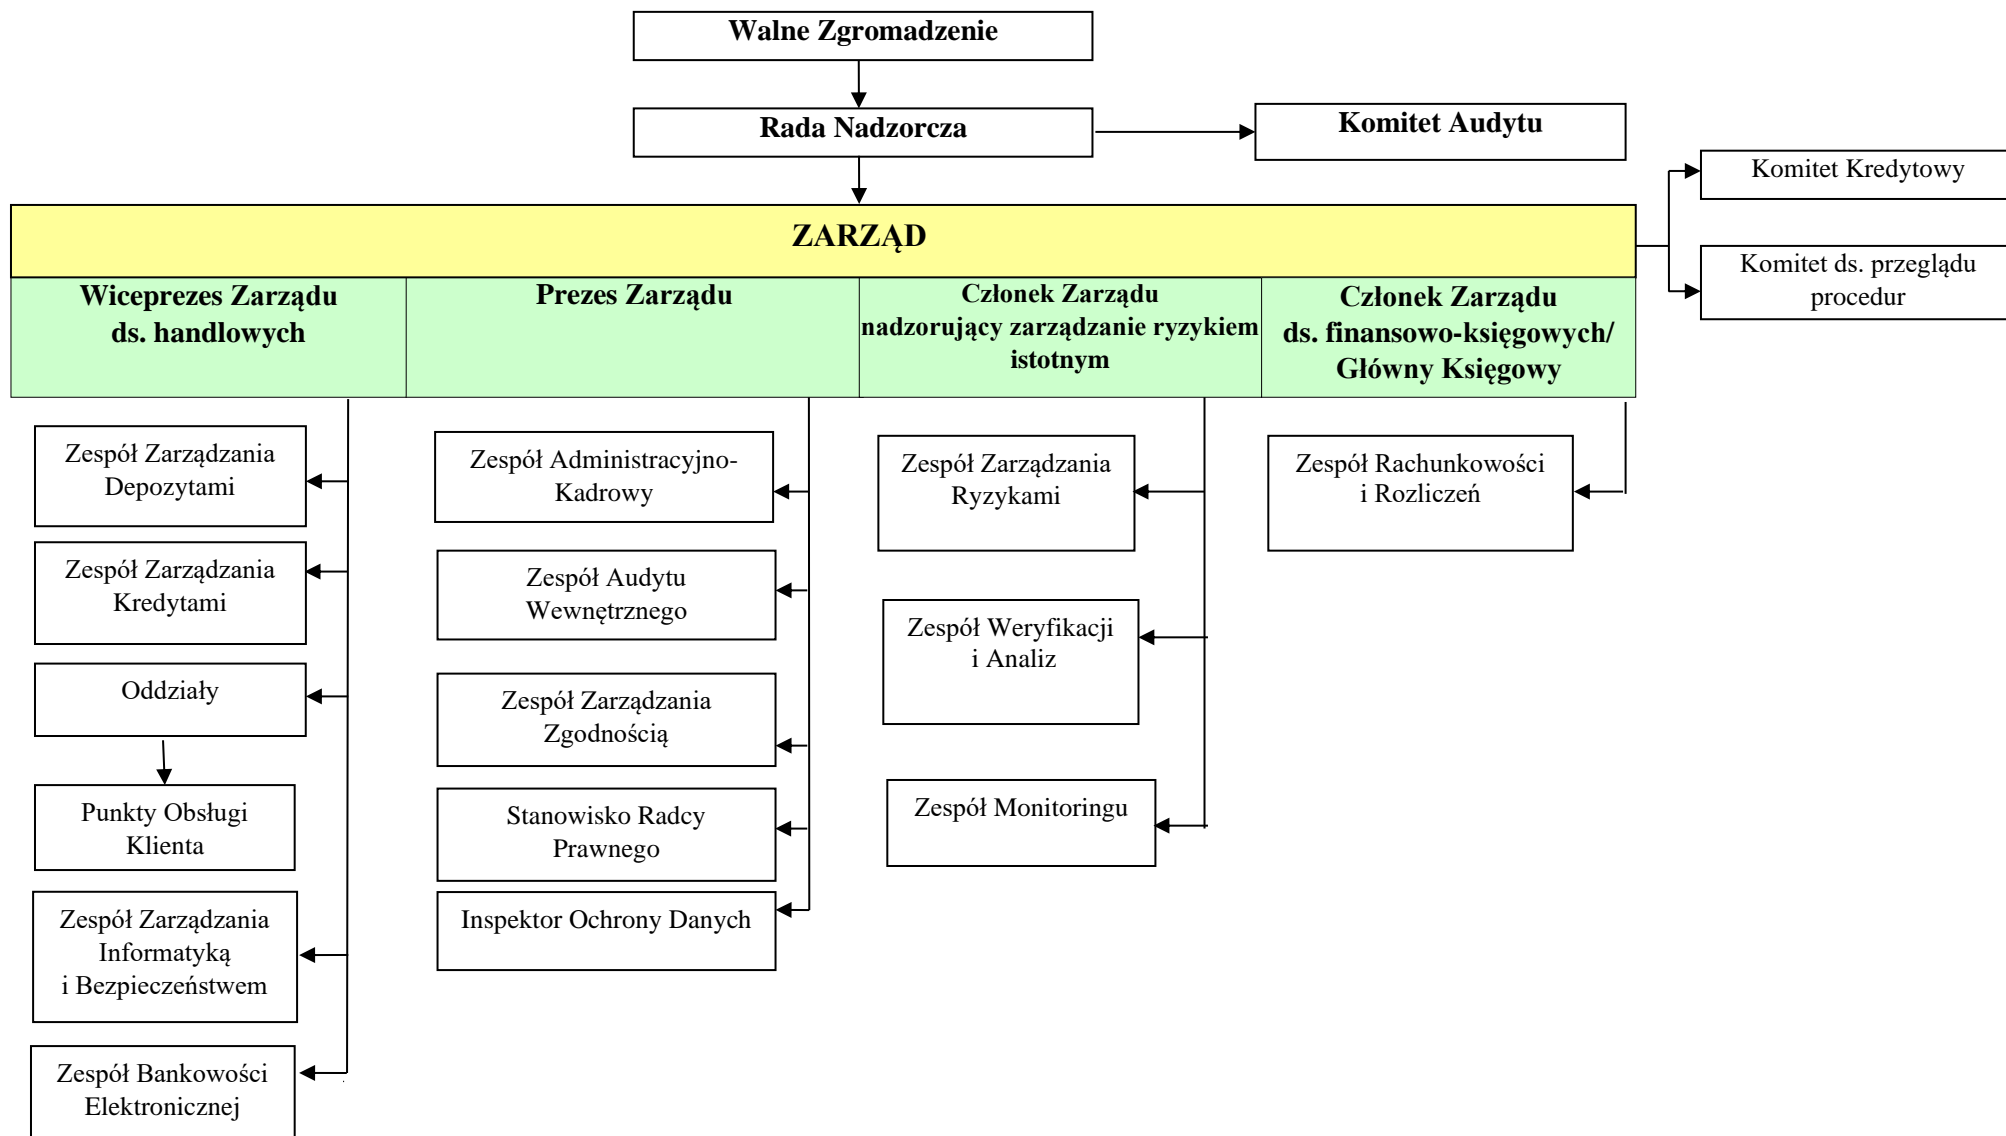 Walne Zgromadzenie
Rada Nadzorcza
Komitet Audytu
Komitet Kredytowy
Komitet ds. przeglądu
procedur
ZARZĄD
Wiceprezes Zarządu
ds. handlowych
Prezes Zarządu
Członek Zarządu
nadzorujący zarządzanie ryzykiem
istotnym
Członek Zarządu
ds. finansowo-księgowych/
Główny Księgowy
Zespół Zarządzania
Depozytami
Zespół Zarządzania
Kredytami
Oddziały
Punkty Obsługi
Klienta
Zespół Zarządzania
Informatyką
i Bezpieczeństwem
Zespół Bankowości
Elektronicznej
Zespół Administracyjno-
Kadrowy
Zespół Audytu
Wewnętrznego
Zespół Zarządzania
Zgodnością
Stanowisko Radcy
Prawnego
Inspektor Ochrony Danych
Zespół Zarządzania
Ryzykami
Zespół Weryfikacji
i Analiz
Zespół Monitoringu
Zespół Rachunkowości
i Rozliczeń